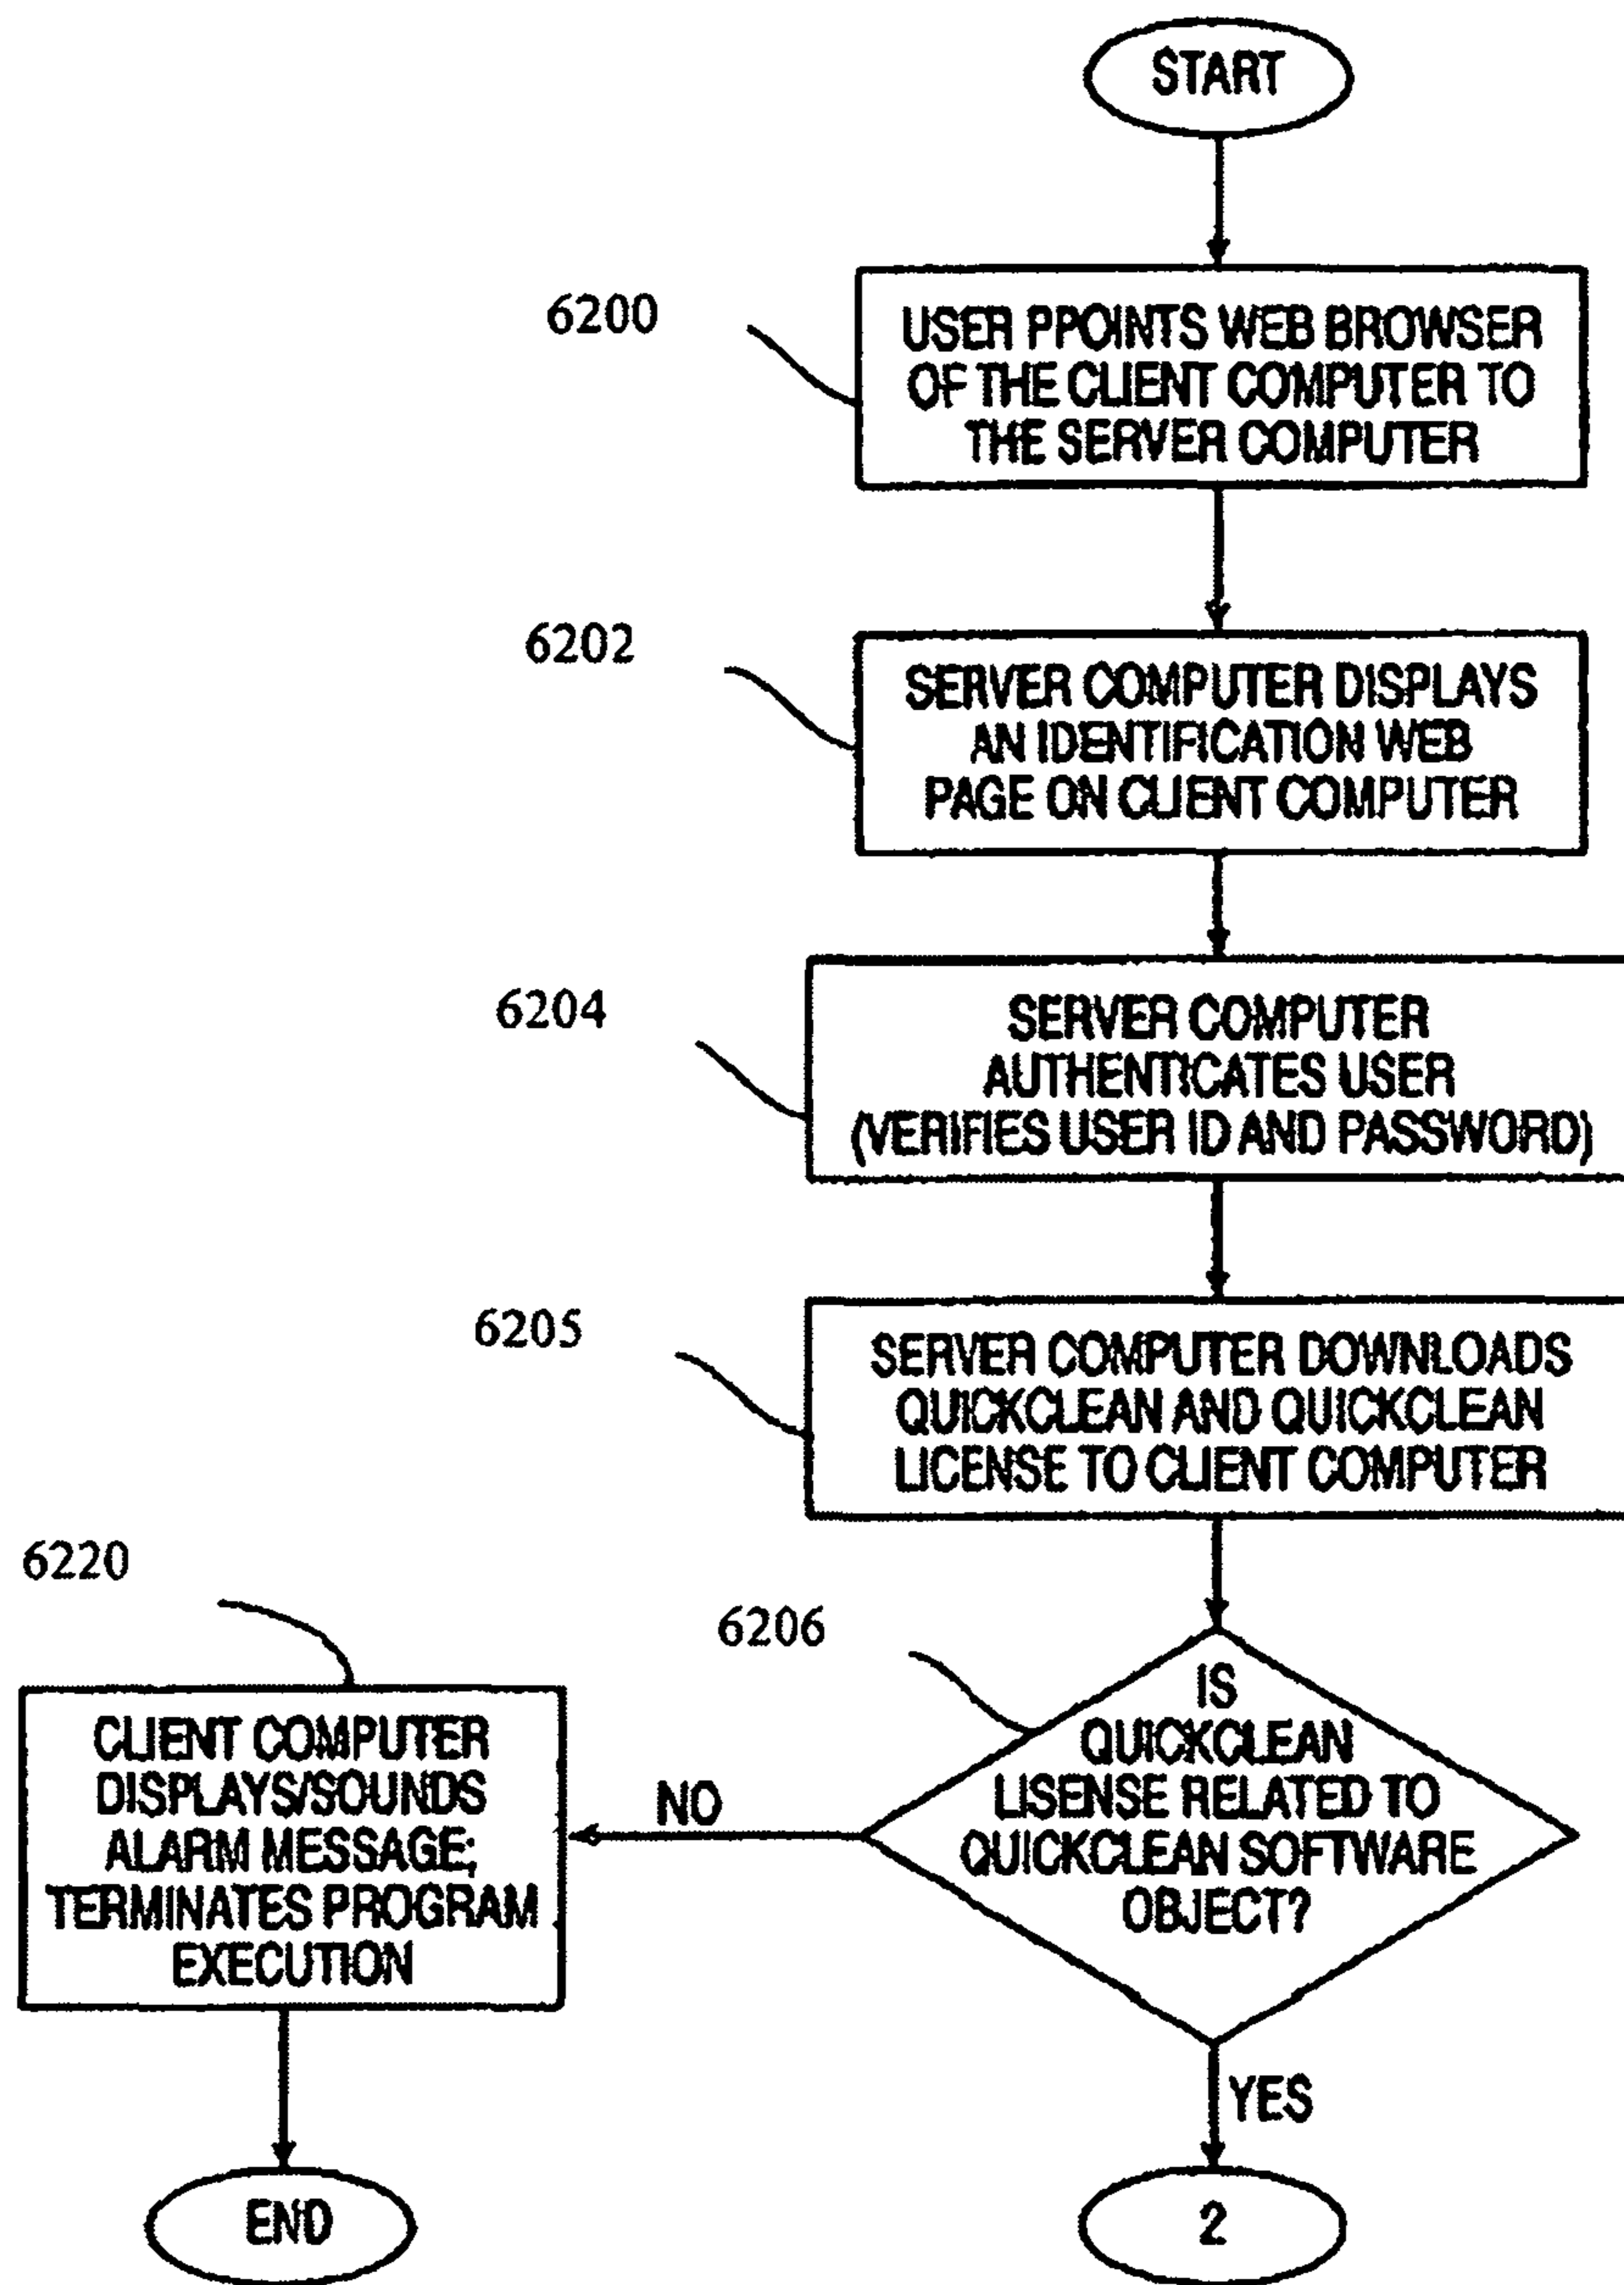 START
6200
USER PPOINTS WEB BROWSER
OF THE CLIENT COMPUTER TO
THE SERVER COMPUTER
6202
SERVER COMPUTER DISPLAYS
AN IDENTIFICATION WEB
PAGE ON CLIENT COMPUTER
6204
SERVER COMPUTER
AUTHENTICATES USER
(VERIFIES USER ID AND PASSWORD)
6205
SERVER COMPUTER DOWNLOADS
QUICKCLEAN AND QUICKCLEAN
LICENSE TO CLIENT COMPUTER
6206
IS
QUICKCLEAN
LISENSE RELATED TO
QUICKCLEAN SOFTWARE
OBJECT?
NO
6220
CLIENT COMPUTER
DISPLAYS/SOUNDS
ALARM MESSAGE;
TERMINATES PROGRAM
EXECUTION
YES
END
2